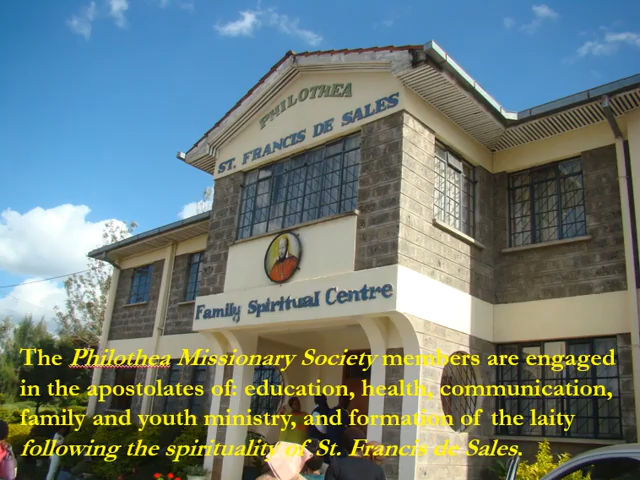 PHILOTHEA
ST. FRANCIS DE SALES
Family Spiritual Centre
The Philothea Missionary Society members are engaged
in the apostolates of: education, health, communication,
family and youth ministry, and formation of the laity
following the spirituality of St. Francis de Sales.